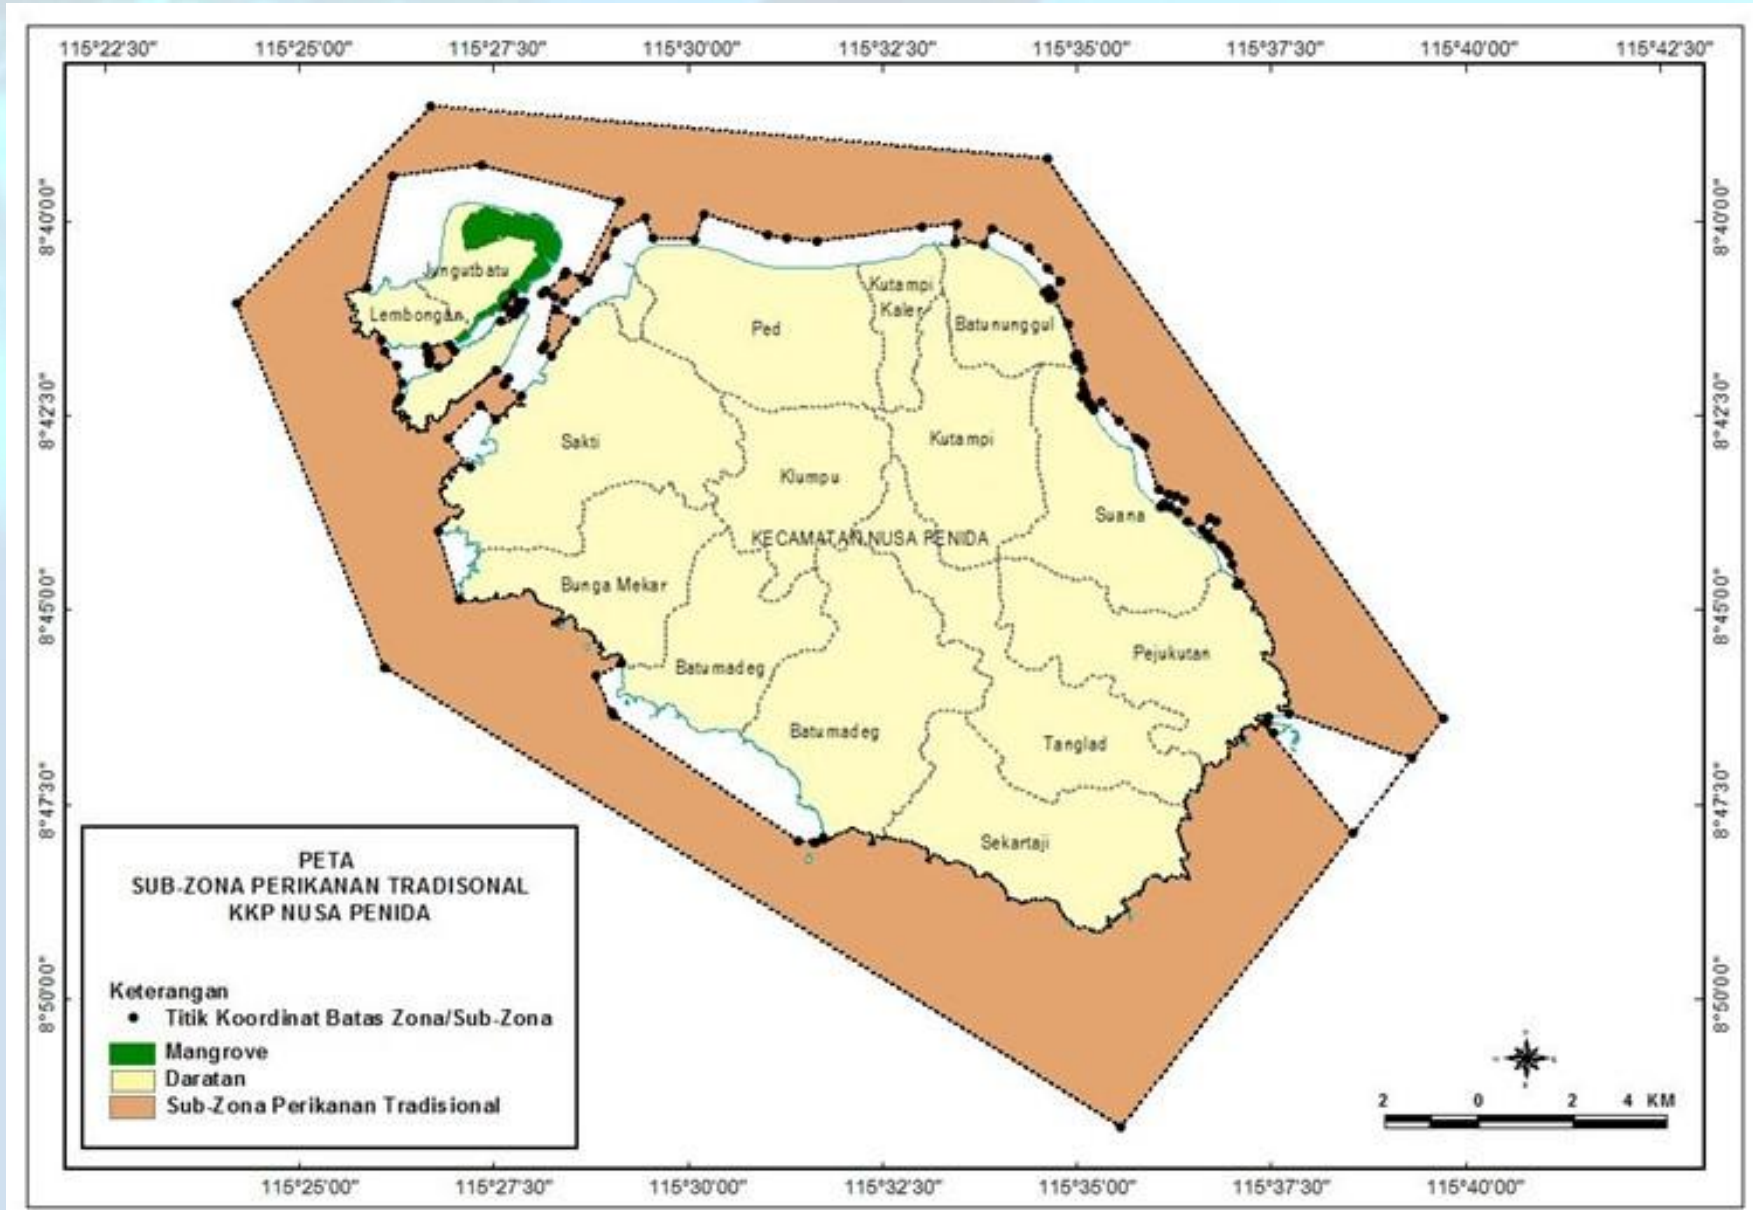 115°22'30" 115°25'00" 115°27'30" 115°30'00" 115°32'30" 115°35'00" 115°37'30" 115°40'00" 115°42'30"
8°40'00" 8°40'00"
Jungutbatu
Kutampi
Kaler
Lembongan
Ped
Batununggul
8°42'30" 8°42'30"
Sakti
Kutampi
Klumpu
Suana
KECAMATAN NUSA PENIDA
Bunga Mekar
8°45'00" 8°45'00"
Pejukutan
Batumadeg
Batumadeg
Tanglad
8°47'30" 8°47'30"
Sekartaji
PETA
SUB-ZONA PERIKANAN TRADISONAL
KKP NUSA PENIDA
Keterangan
Titik Koordinat Batas Zona/Sub-Zona
Mangrove
Daratan
Sub-Zona Perikanan Tradisional
8°50'00" 8°50'00"
2 0 2 4 KM
115°25'00" 115°27'30" 115°30'00" 115°32'30" 115°35'00" 115°37'30" 115°40'00"